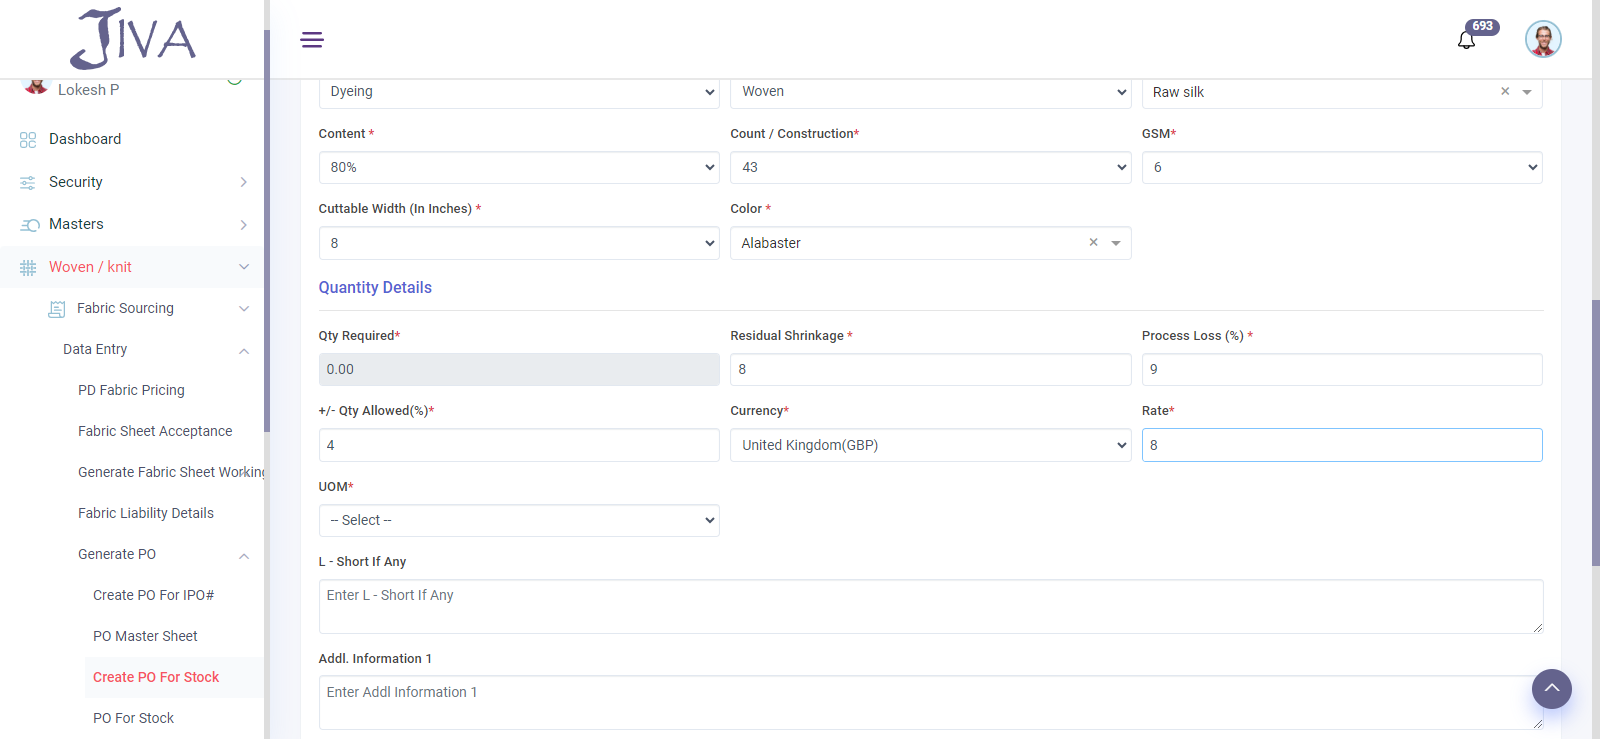 JIVA
693
Lokesh P
Dashboard
Security
Masters
Woven / knit
Fabric Sourcing
Data Entry
PD Fabric Pricing
Fabric Sheet Acceptance
Generate Fabric Sheet Working
Fabric Liability Details
Generate PO
Create PO For IPO#
PO Master Sheet
Create PO For Stock
PO For Stock
Dyeing
Woven
Raw silk
Content *
Count / Construction*
GSM*
80%
43
6
Cuttable Width (In Inches) *
Color *
8
Alabaster
Quantity Details
Qty Required*
Residual Shrinkage *
Process Loss (%) *
0.00
8
9
+/- Qty Allowed(%)*
Currency*
Rate*
4
United Kingdom(GBP)
8
UOM*
-- Select --
L - Short If Any
Enter L - Short If Any
Addl. Information 1
Enter Addl Information 1